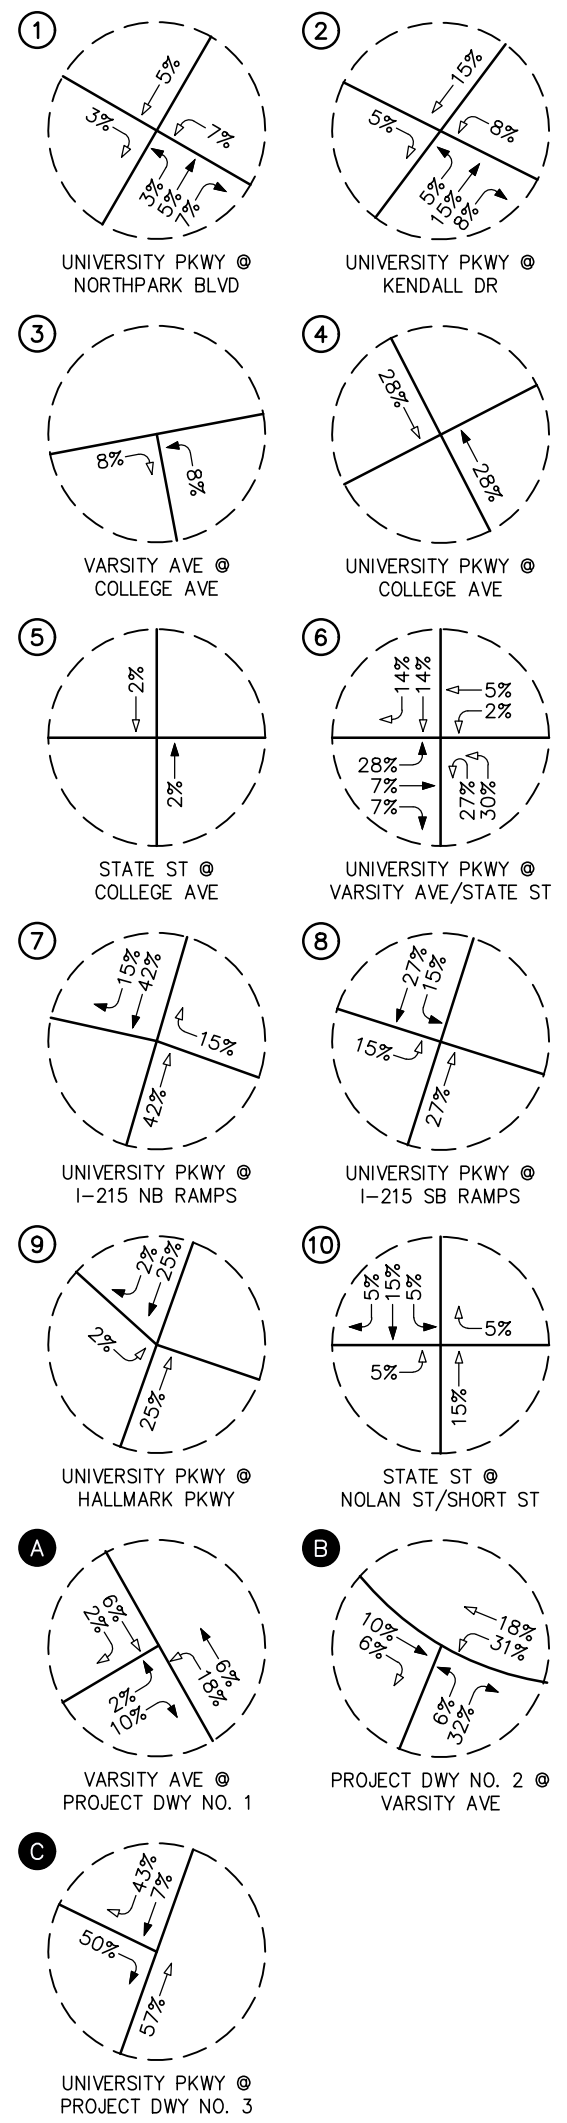 1
5%
3%
7%
3%
5%
7%
UNIVERSITY PKWY @
NORTHPARK BLVD
2
15%
5%
8%
5%
15%
8%
UNIVERSITY PKWY @
KENDALL DR
3
8%
8%
VARSITY AVE @
COLLEGE AVE
4
28%
28%
UNIVERSITY PKWY @
COLLEGE AVE
5
2%
2%
STATE ST @
COLLEGE AVE
6
14%
14%
5%
2%
28%
7%
7%
27%
30%
UNIVERSITY PKWY @
VARSITY AVE/STATE ST
7
15%
42%
15%
42%
UNIVERSITY PKWY @
I-215 NB RAMPS
8
27%
15%
15%
27%
UNIVERSITY PKWY @
I-215 SB RAMPS
9
2%
25%
2%
25%
UNIVERSITY PKWY @
HALLMARK PKWY
10
5%
15%
5%
5%
5%
15%
STATE ST @
NOLAN ST/SHORT ST
A
2%
6%
6%
18%
2%
10%
VARSITY AVE @
PROJECT DWY NO. 1
B
10%
6%
18%
31%
6%
32%
PROJECT DWY NO. 2 @
VARSITY AVE
C
43%
7%
50%
57%
UNIVERSITY PKWY @
PROJECT DWY NO. 3